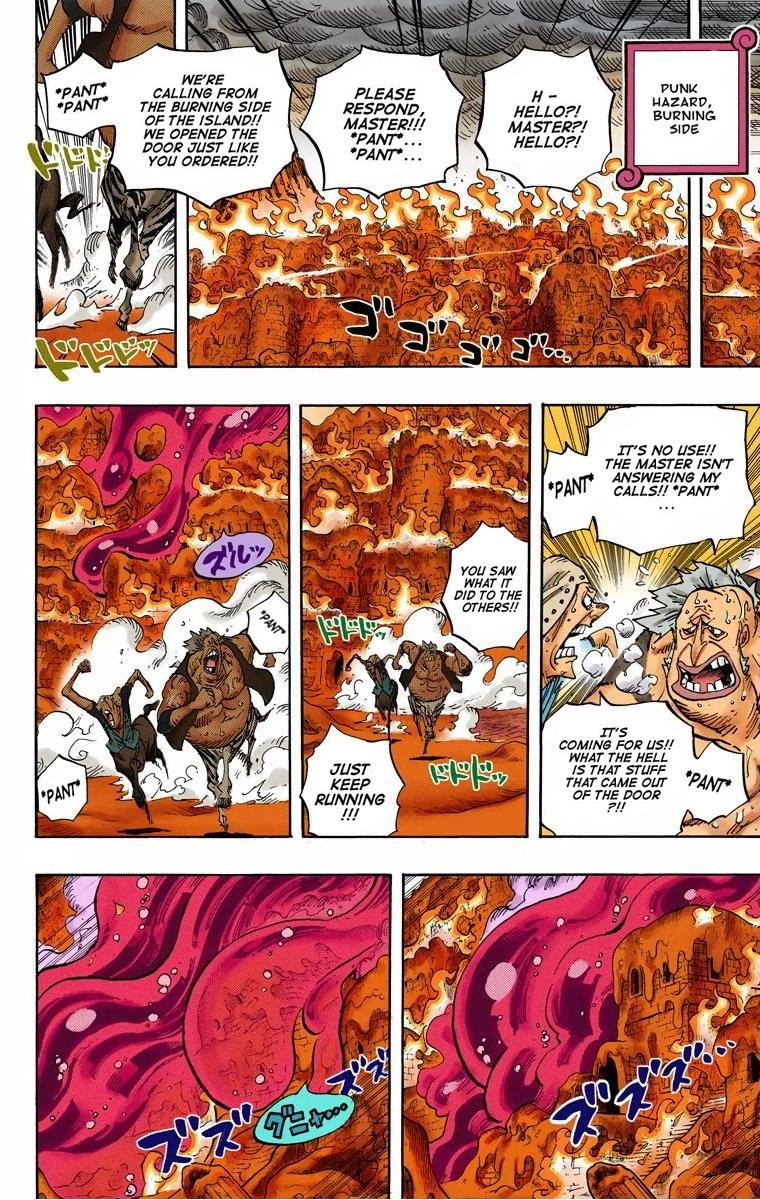 PUNK
HAZARD,
BURNING
SIDE
H –
HELLO?!
MASTER?!
HELLO?!
PLEASE
RESPOND,
MASTER!!!
*PANT*...
*PANT*...
WE'RE
CALLING FROM
THE BURNING SIDE
OF THE ISLAND!!
WE OPENED THE
DOOR JUST LIKE
YOU ORDERED!!
*PANT*
*PANT*
ゴゴゴゴ...
ドドドッ
ドドドドッ
IT'S NO USE!!
THE MASTER ISN'T
ANSWERING MY
CALLS!! *PANT*
...
*PANT*
IT'S
COMING FOR US!!
WHAT THE HELL
IS THAT STUFF
THAT CAME OUT
OF THE DOOR
?!!
*PANT*
YOU SAW
WHAT IT
DID TO THE
OTHERS!!
ドドドッ
ドドドッ
JUST
KEEP
RUNNING
!!!
ズルッ
*PANT*
*PANT*
ズズズ...
ズズ
グニャ...
ズズ